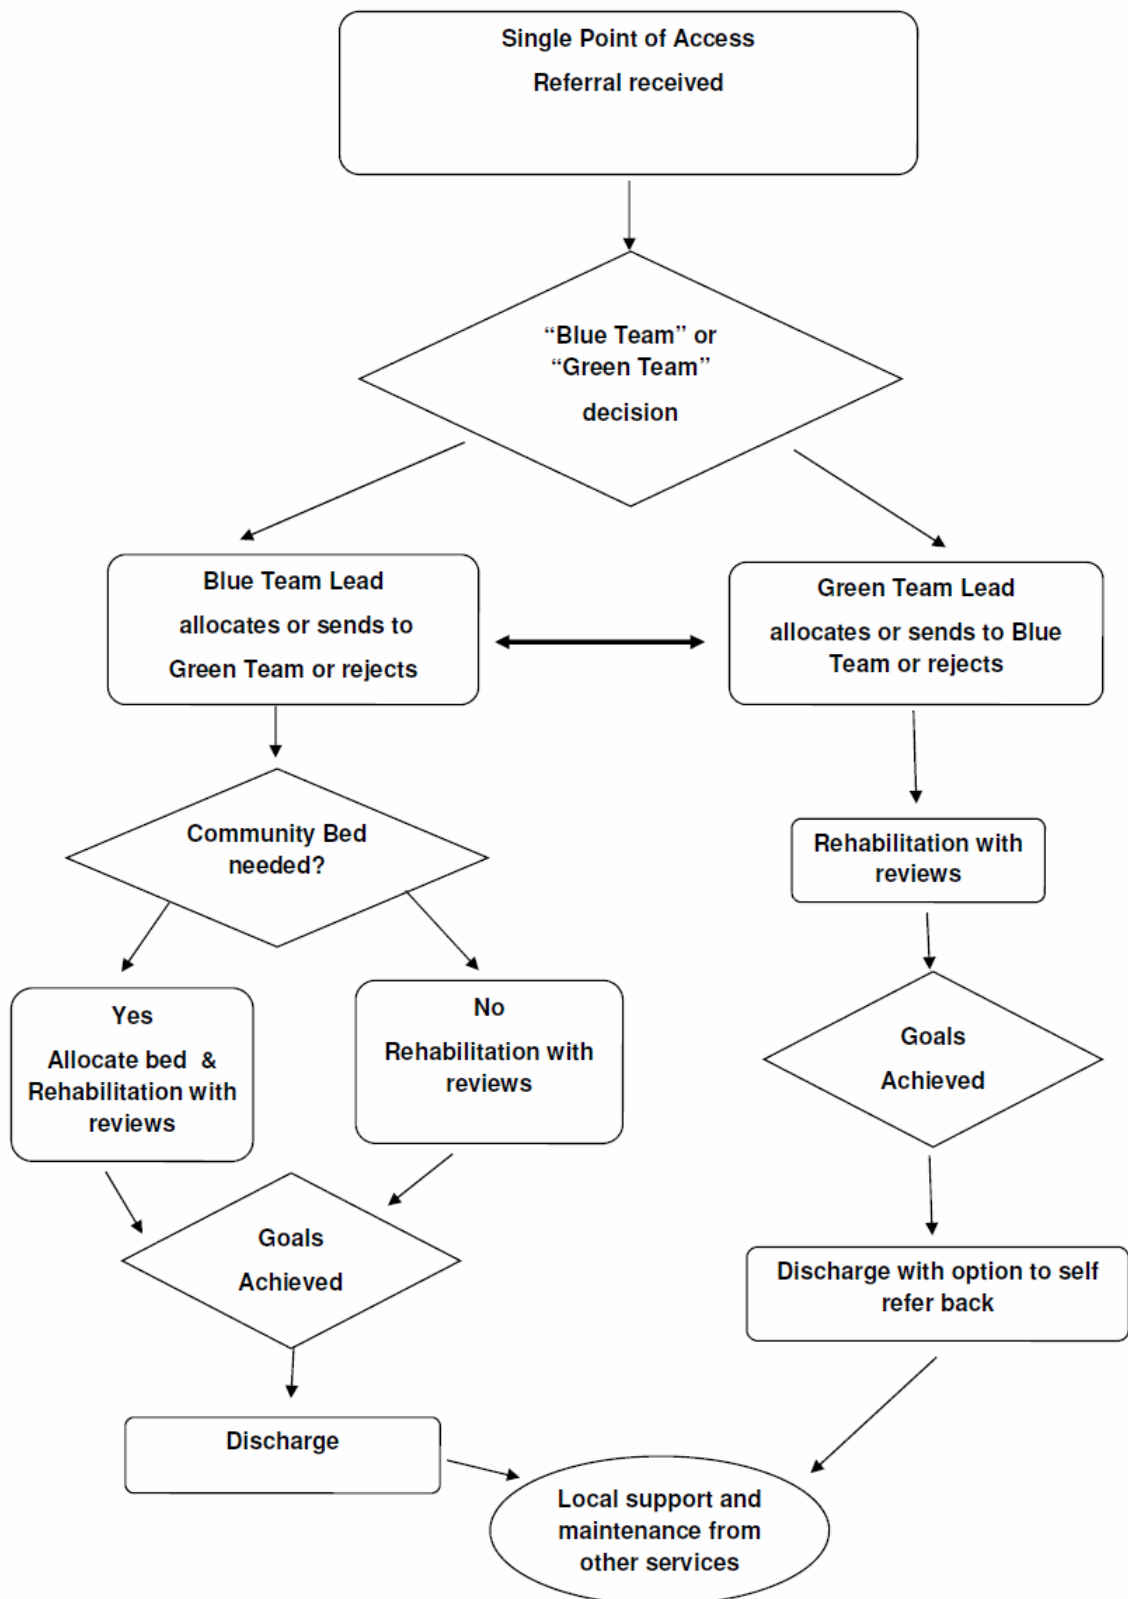 Single Point of Access
Referral received
“Blue Team” or
“Green Team”
decision
Blue Team Lead
allocates or sends to
Green Team or rejects
Green Team Lead
allocates or sends to Blue
Team or rejects
Community Bed
needed?
Rehabilitation with
reviews
Yes
Allocate bed & 
Rehabilitation with
reviews
No
Rehabilitation with
reviews
Goals
Achieved
Goals
Achieved
Discharge with option to self
refer back
Discharge
Local support and
maintenance from
other services